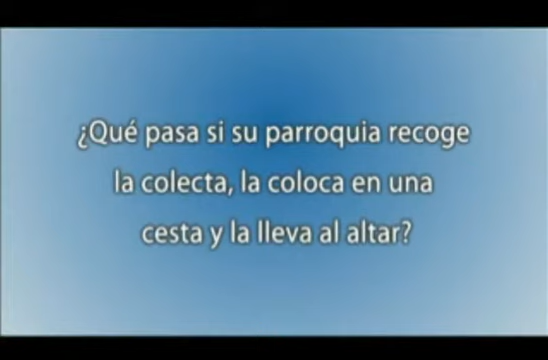 ¿Qué pasa si su parroquia recoge
la colecta, la coloca en una
cesta y la lleva al altar?